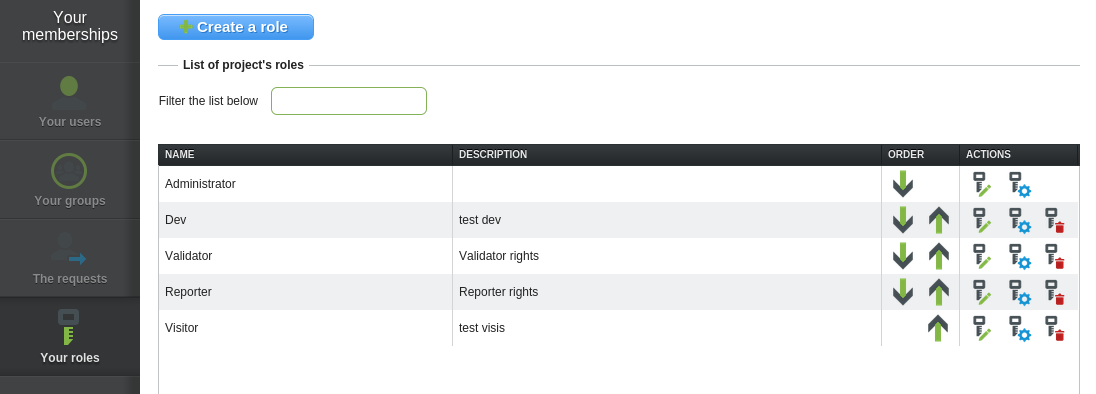 Your
memberships
Your users
Your groups
The requests
Your roles
Create a role
List of project's roles
Filter the list below
NAME DESCRIPTION ORDER ACTIONS
Administrator
Dev test dev
Validator Validator rights
Reporter Reporter rights
Visitor test visis